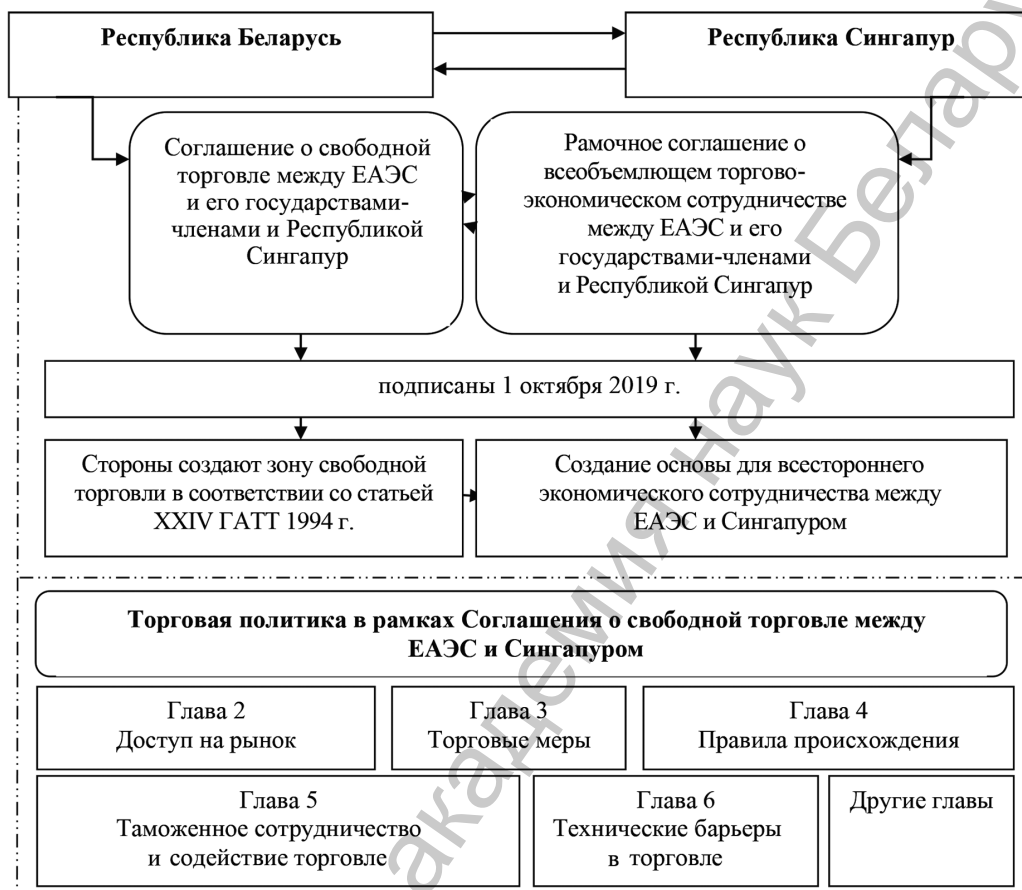 Республика Беларусь
Республика Сингапур
Соглашение о свободной
торговле между ЕАЭС
и его государствами-
членами и Республикой
Сингапур
Рамочное соглашение о
всеобъемлющем торгово-
экономическом сотрудничестве
между ЕАЭС и его
государствами-членами
и Республикой Сингапур
подписаны 1 октября 2019 г.
Стороны создают зону свободной
торговли в соответствии со статьей
XXIV ГАТТ 1994 г.
Создание основы для всестороннего
экономического сотрудничества между
ЕАЭС и Сингапуром
Торговая политика в рамках Соглашения о свободной торговле между
ЕАЭС и Сингапуром
Глава 2
Доступ на рынок
Глава 3
Торговые меры
Глава 4
Правила происхождения
Глава 5
Таможенное сотрудничество
и содействие торговле
Глава 6
Технические барьеры
в торговле
Другие главы
академия наук Белару